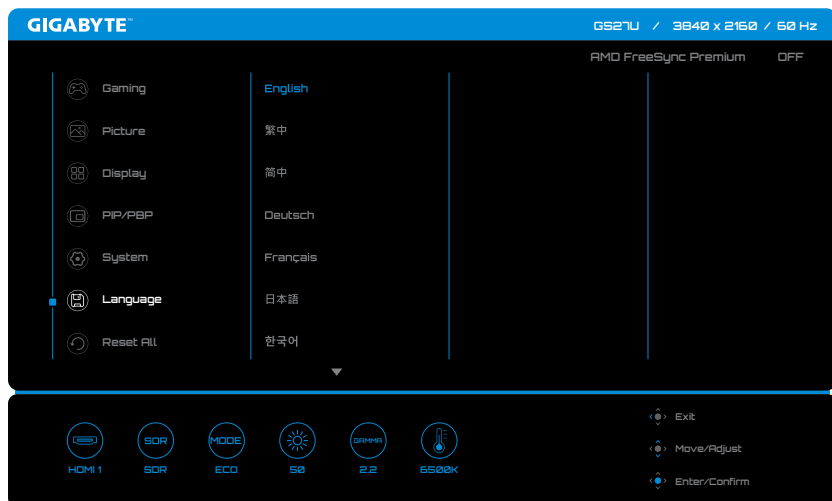 GIGABYTE™
GS27U / 3840 x 2160 / 60 Hz
AMD FreeSync Premium OFF
Gaming
Picture
Display
PIP/PBP
System
Language
Reset All
English
繁中
简中
Deutsch
Français
日本語
한국어
SDR
MODE
GAMMA
HDMI 1
SDR
ECO
50
2.2
6500K
Exit
Move/Adjust
Enter/Confirm